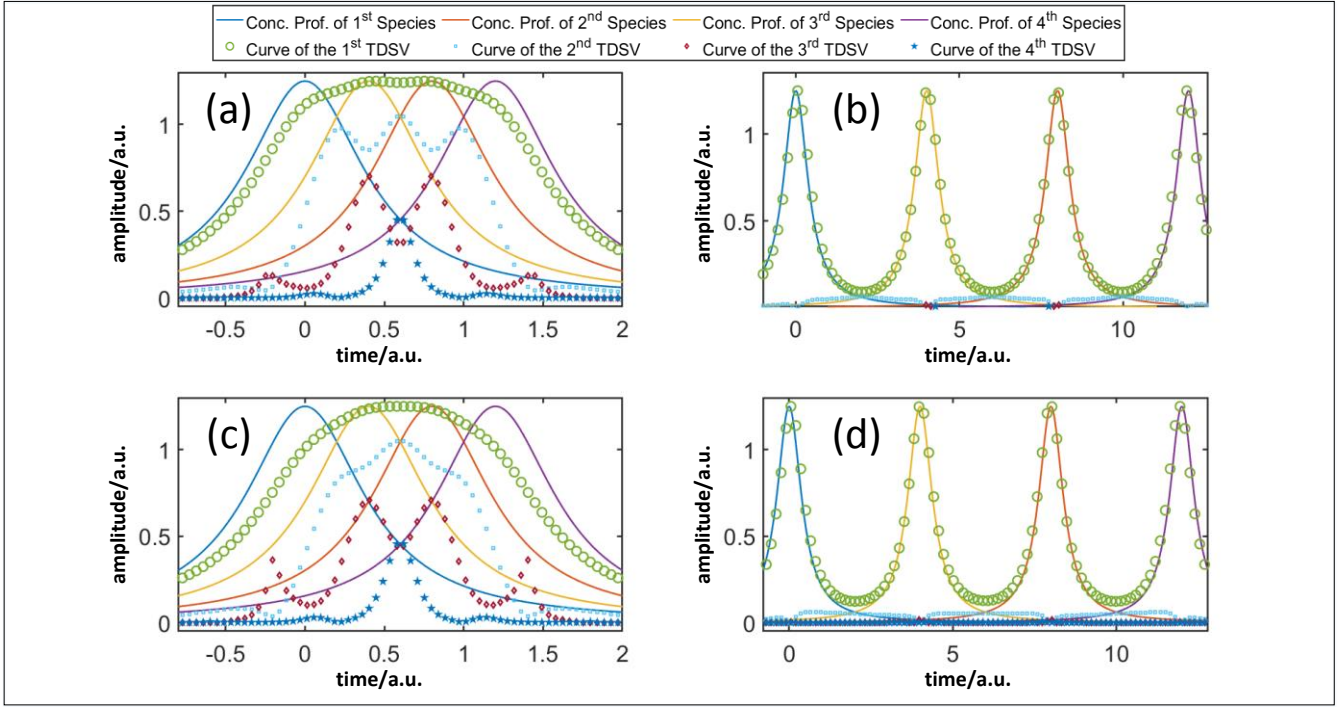 Conc. Prof. of 1st Species Conc. Prof. of 2nd Species Conc. Prof. of 3rd Species Conc. Prof. of 4th Species
Curve of the 1st TDSV Curve of the 2nd TDSV Curve of the 3rd TDSV Curve of the 4th TDSV
(a)
amplitude/a.u.
1
0.5
0
-0.5 0 0.5 1 1.5 2
time/a.u.
(b)
amplitude/a.u.
1
0.5
0 5 10
time/a.u.
(c)
amplitude/a.u.
1
0.5
0
-0.5 0 0.5 1 1.5 2
time/a.u.
(d)
amplitude/a.u.
1
0.5
0
0 5 10
time/a.u.